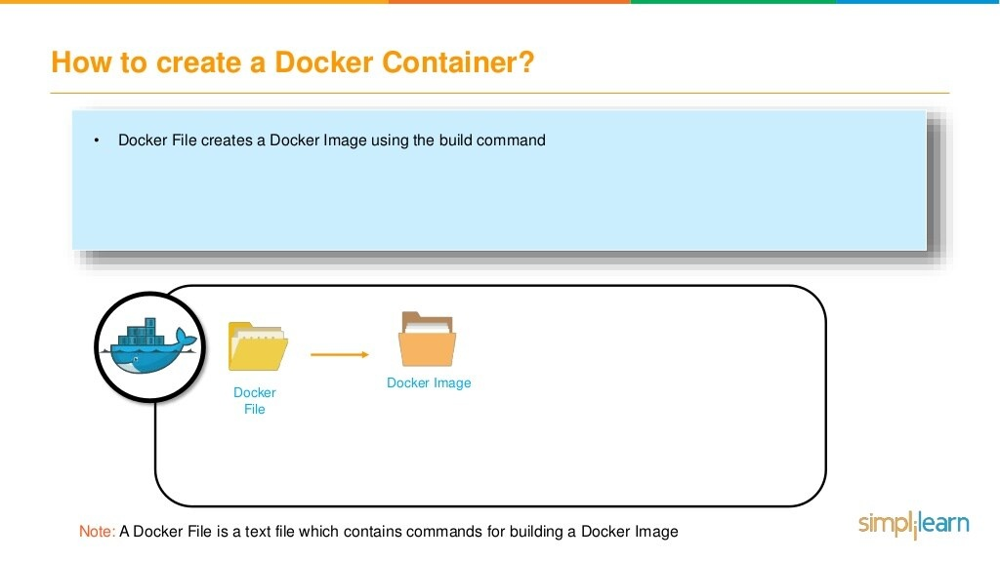 How to create a Docker Container?
• Docker File creates a Docker Image using the build command
Docker
File
Docker Image
Note: A Docker File is a text file which contains commands for building a Docker Image
simplilearn